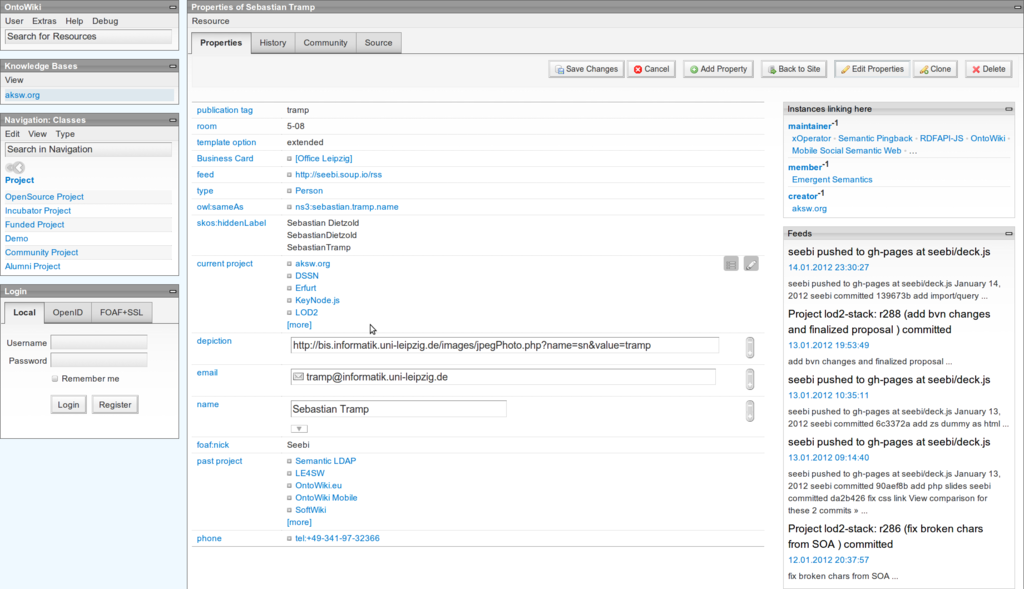 OntoWiki
User Extras Help Debug
Search for Resources
Knowledge Bases
View
aksw.org
Navigation: Classes
Edit View Type
Search in Navigation
Project
OpenSource Project
Incubator Project
Funded Project
Demo
Community Project
Alumni Project
Login
Local OpenID FOAF+SSL
Username
Password
Remember me
Login Register
Properties of Sebastian Tramp
Resource
Properties History Community Source
Save Changes Cancel Add Property Back to Site Edit Properties Clone Delete
publication tag tramp
room 5-08
template option extended
Business Card [Office Leipzig]
feed http://seebi.soup.io/rss
type Person
owl:sameAs ns3:sebastian.tramp.name
skos:hiddenLabel Sebastian Dietzold
SebastianDietzold
SebastianTramp
current project aksw.org
DSSN
Erfurt
KeyNode.js
LOD2
[more]
depiction http://bis.informatik.uni-leipzig.de/images/jpegPhoto.php?name=sn&value=tramp
email tramp@informatik.uni-leipzig.de
name Sebastian Tramp
foaf:nick Seebi
past project Semantic LDAP
LE4SW
OntoWiki.eu
OntoWiki Mobile
SoftWiki
[more]
phone tel:+49-341-97-32366
Instances linking here
maintainer-1
xOperator · Semantic Pingback · RDFAPI-JS · OntoWiki ·
Mobile Social Semantic Web · ...
member-1
Emergent Semantics
creator-1
aksw.org
Feeds
seebi pushed to gh-pages at seebi/deck.js
14.01.2012 23:30:27
seebi pushed to gh-pages at seebi/deck.js January 14,
2012 seebi committed 139673b add import/query ...
Project lod2-stack: r288 (add bvn changes
and finalized proposal ) committed
13.01.2012 19:53:49
add bvn changes and finalized proposal ...
seebi pushed to gh-pages at seebi/deck.js
13.01.2012 10:35:11
seebi pushed to gh-pages at seebi/deck.js January 13,
2012 seebi committed 6c3372a add zs dummy as html ...
seebi pushed to gh-pages at seebi/deck.js
13.01.2012 09:14:40
seebi pushed to gh-pages at seebi/deck.js January 13,
2012 seebi committed 90aef8b add php slides seebi
committed da2b426 fix css link View comparison for
these 2 commits » ...
Project lod2-stack: r286 (fix broken chars
from SOA ) committed
12.01.2012 20:37:57
fix broken chars from SOA ...